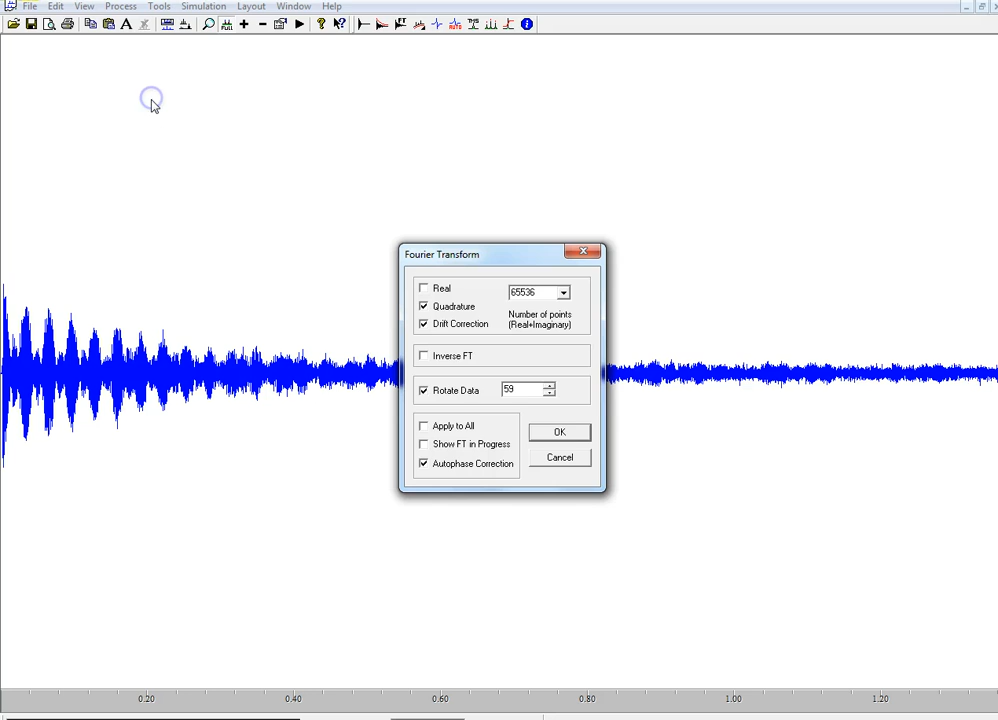 File Edit View Process Tools Simulation Layout Window Help
Fourier Transform
Real
65536
Quadrature
Number of points
(Real+Imaginary)
Drift Correction
Inverse FT
Rotate Data
59
Apply to All
OK
Show FT in Progress
Cancel
Autophase Correction
0.20 0.40 0.60 0.80 1.00 1.20